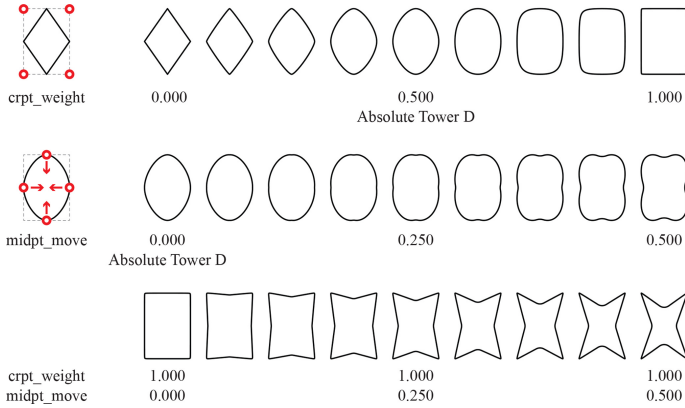 crpt_weight 0.000 0.500 1.000
Absolute Tower D
midpt_move 0.000 0.250 0.500
Absolute Tower D
crpt_weight 1.000 1.000 1.000
midpt_move 0.000 0.250 0.500